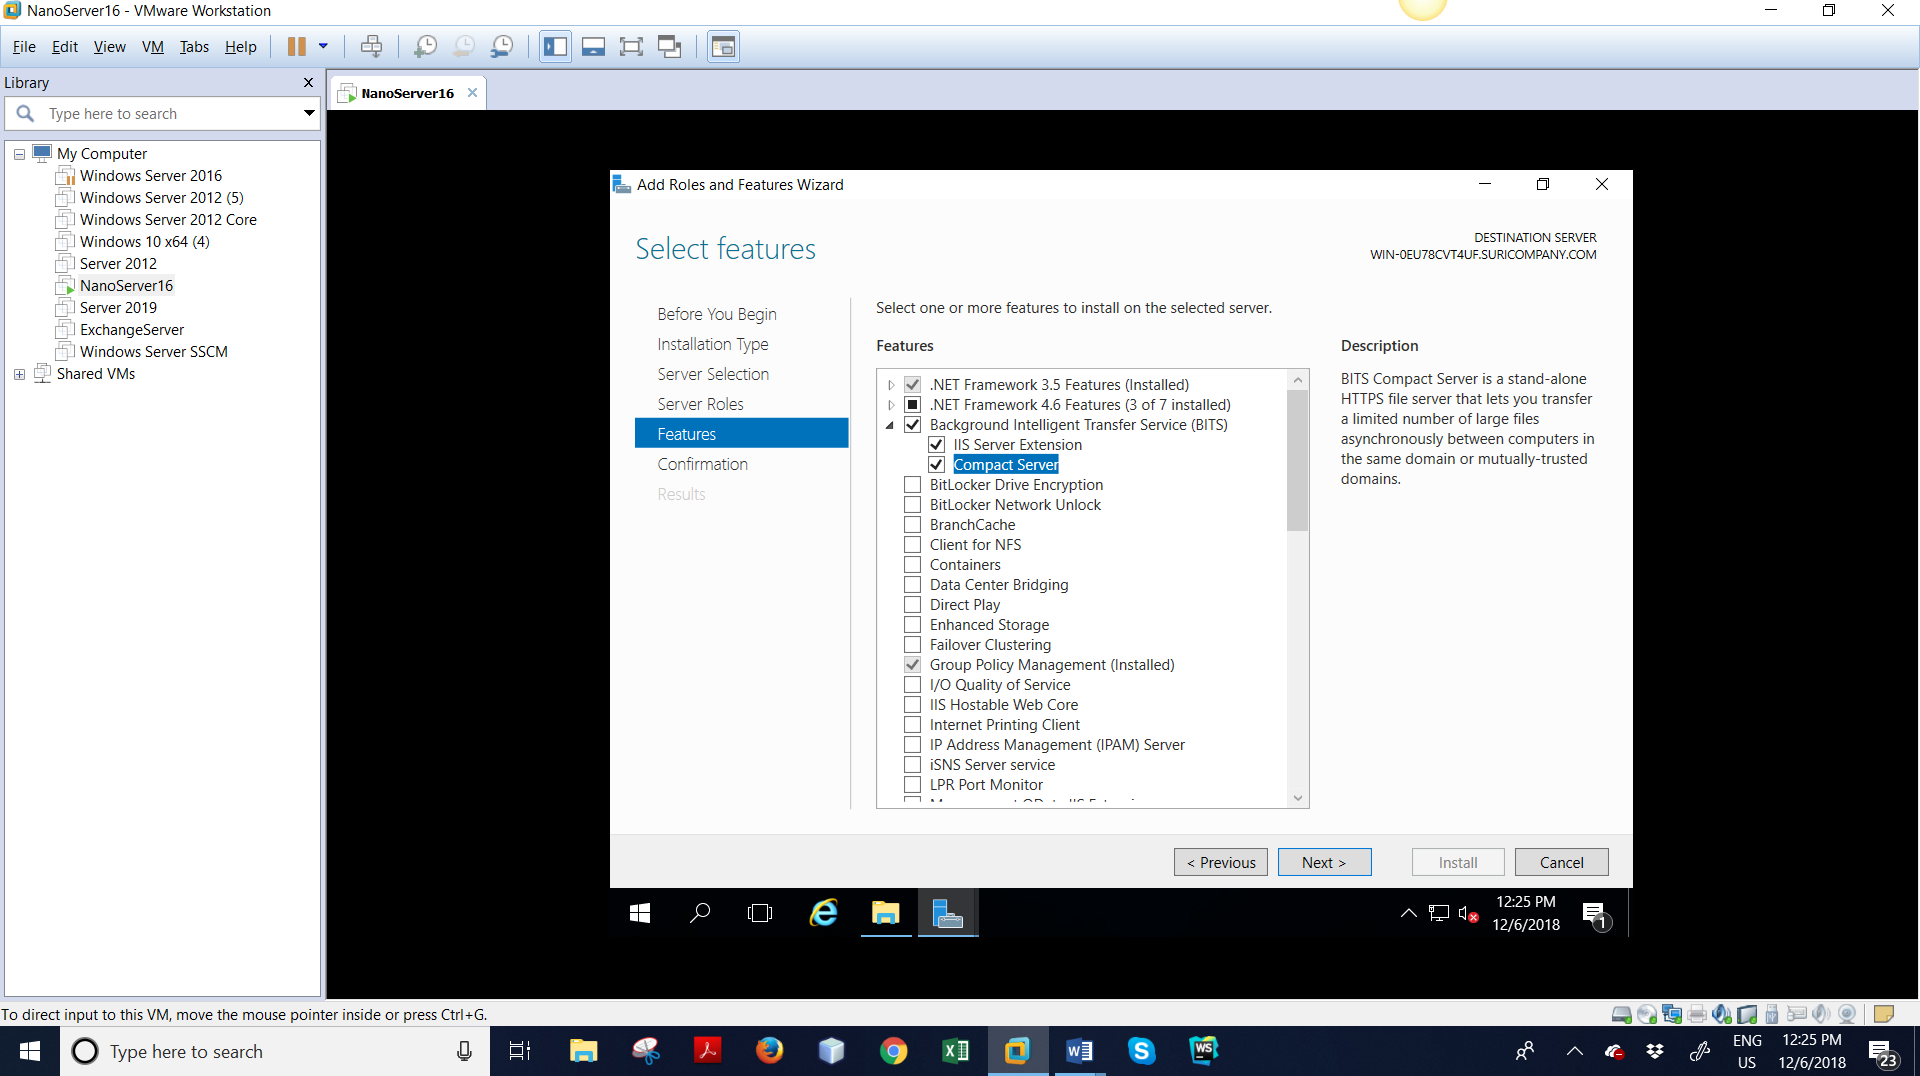 NanoServer16 - VMware Workstation
File Edit View VM Tabs Help
Library
Type here to search
My Computer
Windows Server 2016
Windows Server 2012 (5)
Windows Server 2012 Core
Windows 10 x64 (4)
Server 2012
NanoServer16
Server 2019
ExchangeServer
Windows Server SSCM
Shared VMs
NanoServer16
Add Roles and Features Wizard
Select features
DESTINATION SERVER
WIN-0EU78CVT4UF.SURICOMPANY.COM
Before You Begin
Installation Type
Server Selection
Server Roles
Features
Confirmation
Results
Select one or more features to install on the selected server.
Features
.NET Framework 3.5 Features (Installed)
.NET Framework 4.6 Features (3 of 7 installed)
Background Intelligent Transfer Service (BITS)
IIS Server Extension
Compact Server
BitLocker Drive Encryption
BitLocker Network Unlock
BranchCache
Client for NFS
Containers
Data Center Bridging
Direct Play
Enhanced Storage
Failover Clustering
Group Policy Management (Installed)
I/O Quality of Service
IIS Hostable Web Core
Internet Printing Client
IP Address Management (IPAM) Server
iSNS Server service
LPR Port Monitor
Description
BITS Compact Server is a stand-alone
HTTPS file server that lets you transfer
a limited number of large files
asynchronously between computers in
the same domain or mutually-trusted
domains.
< Previous
Next >
Install
Cancel
12:25 PM
12/6/2018
1
To direct input to this VM, move the mouse pointer inside or press Ctrl+G.
Type here to search
WS
ENG
US
12:25 PM
12/6/2018
23